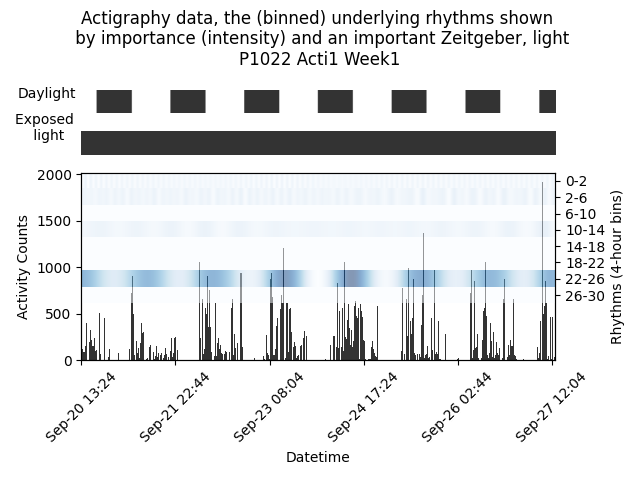 Actigraphy data, the (binned) underlying rhythms shown
by importance (intensity) and an important Zeitgeber, light
P1022 Acti1 Week1
Daylight
Exposed
light
2000
1500
1000
500
0
Activity Counts
0-2
2-6
6-10
10-14
14-18
18-22
22-26
26-30
Rhythms (4-hour bins)
Sep-20 13:24
Sep-21 22:44
Sep-23 08:04
Sep-24 17:24
Sep-26 02:44
Sep-27 12:04
Datetime